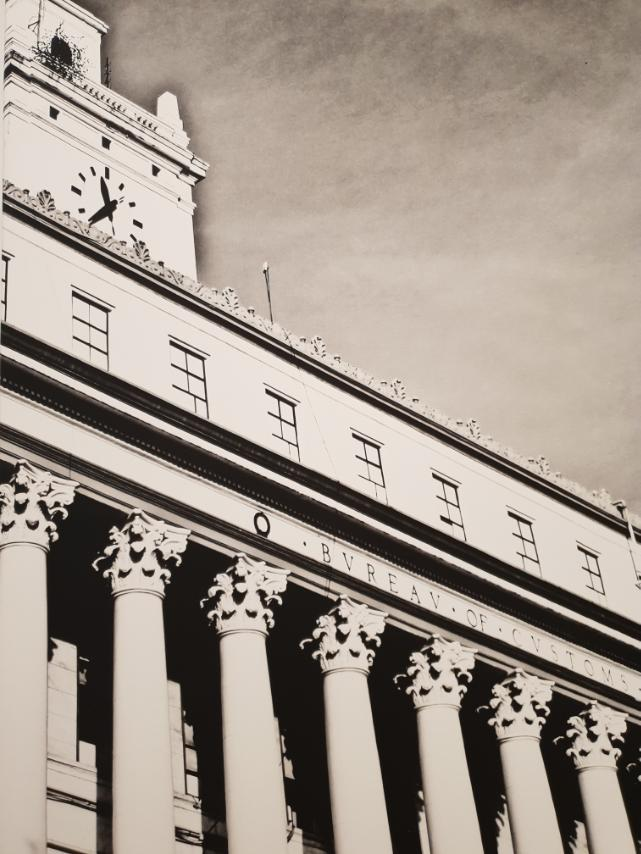 · BVREAV · OF · CVSTOMS